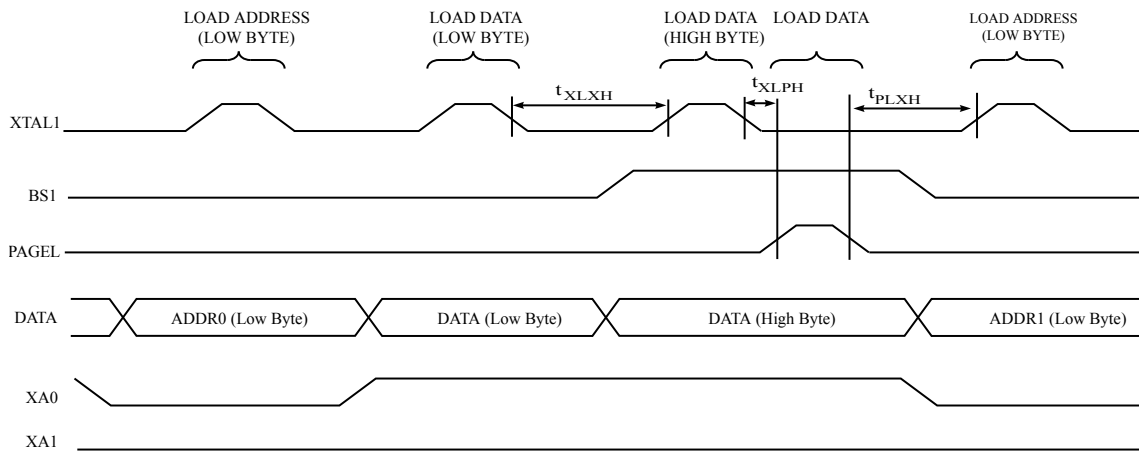 LOAD ADDRESS
(LOW BYTE)
LOAD DATA
(LOW BYTE)
LOAD DATA
(HIGH BYTE)
LOAD DATA
LOAD ADDRESS
(LOW BYTE)
tXLXH
tXLPH
tPLXH
XTAL1
BS1
PAGEL
DATA
ADDR0 (Low Byte)
DATA (Low Byte)
DATA (High Byte)
ADDR1 (Low Byte)
XA0
XA1